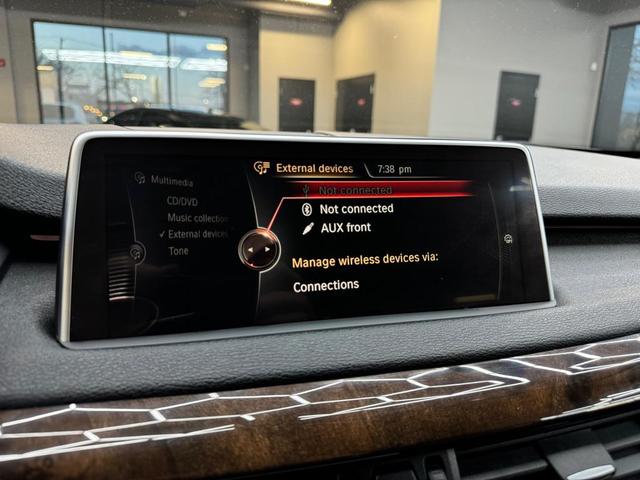 External devices
7:38 pm
Multimedia
CD/DVD
Music collection
External devices
Tone
Not connected
Not connected
AUX front
Manage wireless devices via:
Connections